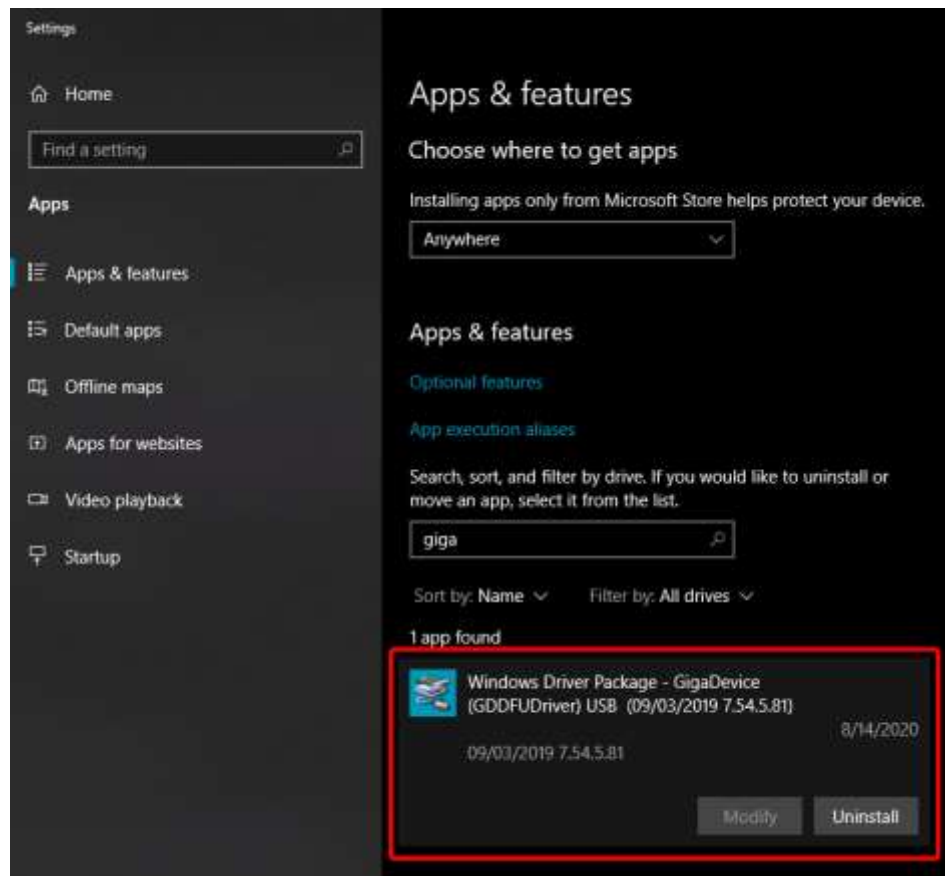 Settings
Home
Find a setting
Apps
Apps & features
Default apps
Offline maps
Apps for websites
Video playback
Startup
Apps & features
Choose where to get apps
Installing apps only from Microsoft Store helps protect your device.
Anywhere
Apps & features
Optional features
App execution aliases
Search, sort, and filter by drive. If you would like to uninstall or
move an app, select it from the list.
giga
Sort by: Name Filter by: All drives
1 app found
Windows Driver Package - GigaDevice
(GDDFUDriver) USB (09/03/2019 7.54.5.81)
8/14/2020
09/03/2019 7.54.5.81
Modify Uninstall